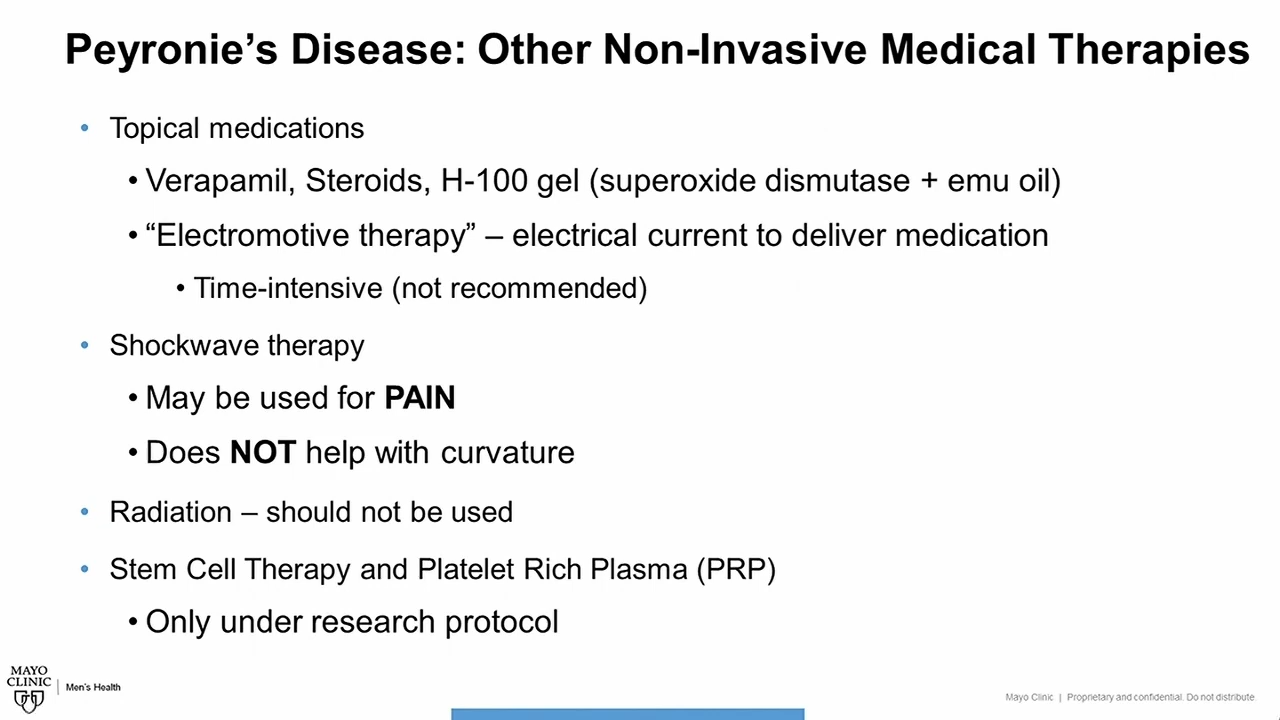 Peyronie's Disease: Other Non-Invasive Medical Therapies
• Topical medications
• Verapamil, Steroids, H-100 gel (superoxide dismutase + emu oil)
• “Electromotive therapy” – electrical current to deliver medication
• Time-intensive (not recommended)
• Shockwave therapy
• May be used for PAIN
• Does NOT help with curvature
• Radiation – should not be used
• Stem Cell Therapy and Platelet Rich Plasma (PRP)
• Only under research protocol
MAYO
CLINIC
Men's Health
Mayo Clinic | Proprietary and confidential. Do not distribute.